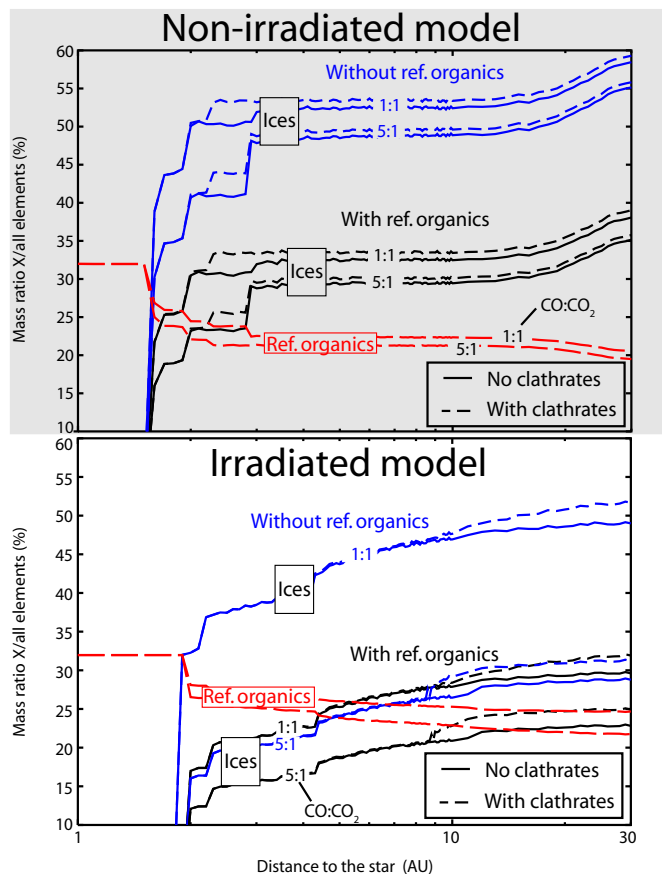 Non-irradiated model
Mass ratio X/all elements (%)
60
55
50
45
40
35
30
25
20
15
10
Without ref. organics
1:1
Ices
5:1
With ref. organics
1:1
Ices
5:1
CO:CO₂
1:1
Ref. organics
5:1
No clathrates
With clathrates
Irradiated model
Mass ratio X/all elements (%)
60
55
50
45
40
35
30
25
20
15
10
Without ref. organics
1:1
Ices
With ref. organics
Ref. organics
1:1
5:1
Ices
5:1
CO:CO₂
No clathrates
With clathrates
1
10
30
Distance to the star (AU)